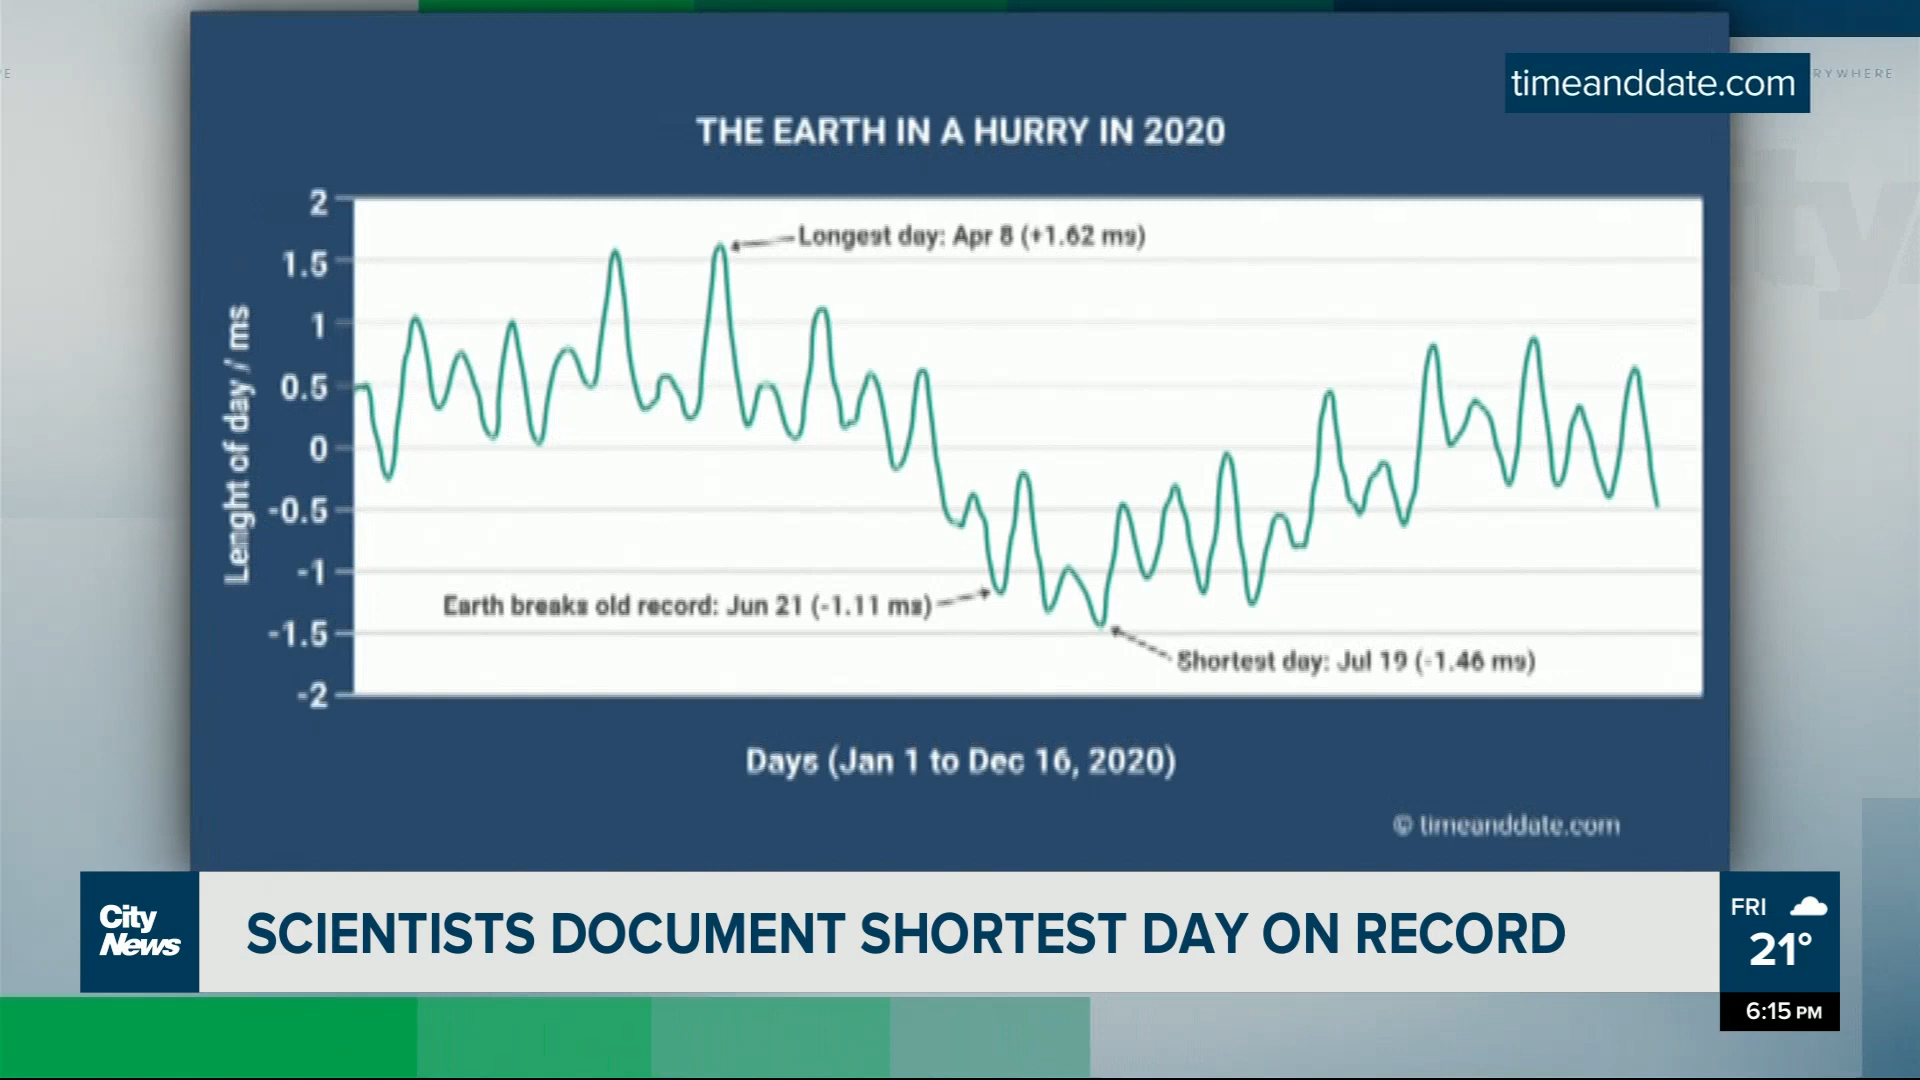 VE
RYWHERE
timeanddate.com
THE EARTH IN A HURRY IN 2020
2
1.5
1
0.5
0
-0.5
-1
-1.5
-2
Lenght of day / ms
Longest day: Apr 8 (+1.62 ms)
Earth breaks old record: Jun 21 (-1.11 ms)
Shortest day: Jul 19 (-1.46 ms)
Days (Jan 1 to Dec 16, 2020)
© timeanddate.com
City
News
SCIENTISTS DOCUMENT SHORTEST DAY ON RECORD
FRI
21°
6:15 PM